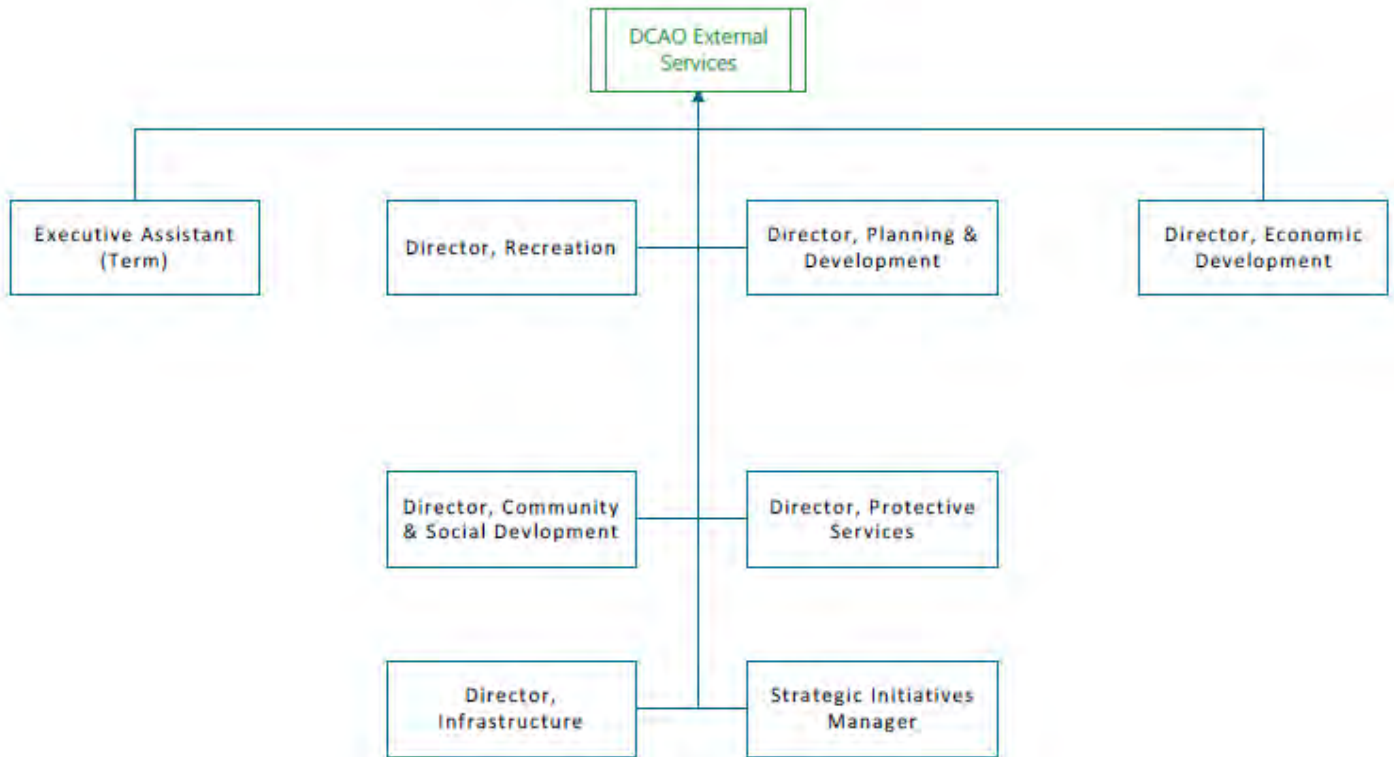 DCAO External
Services
Executive Assistant
(Term)
Director, Recreation
Director, Planning &
Development
Director, Economic
Development
Director, Community
& Social Devlopment
Director, Protective
Services
Director,
Infrastructure
Strategic Initiatives
Manager